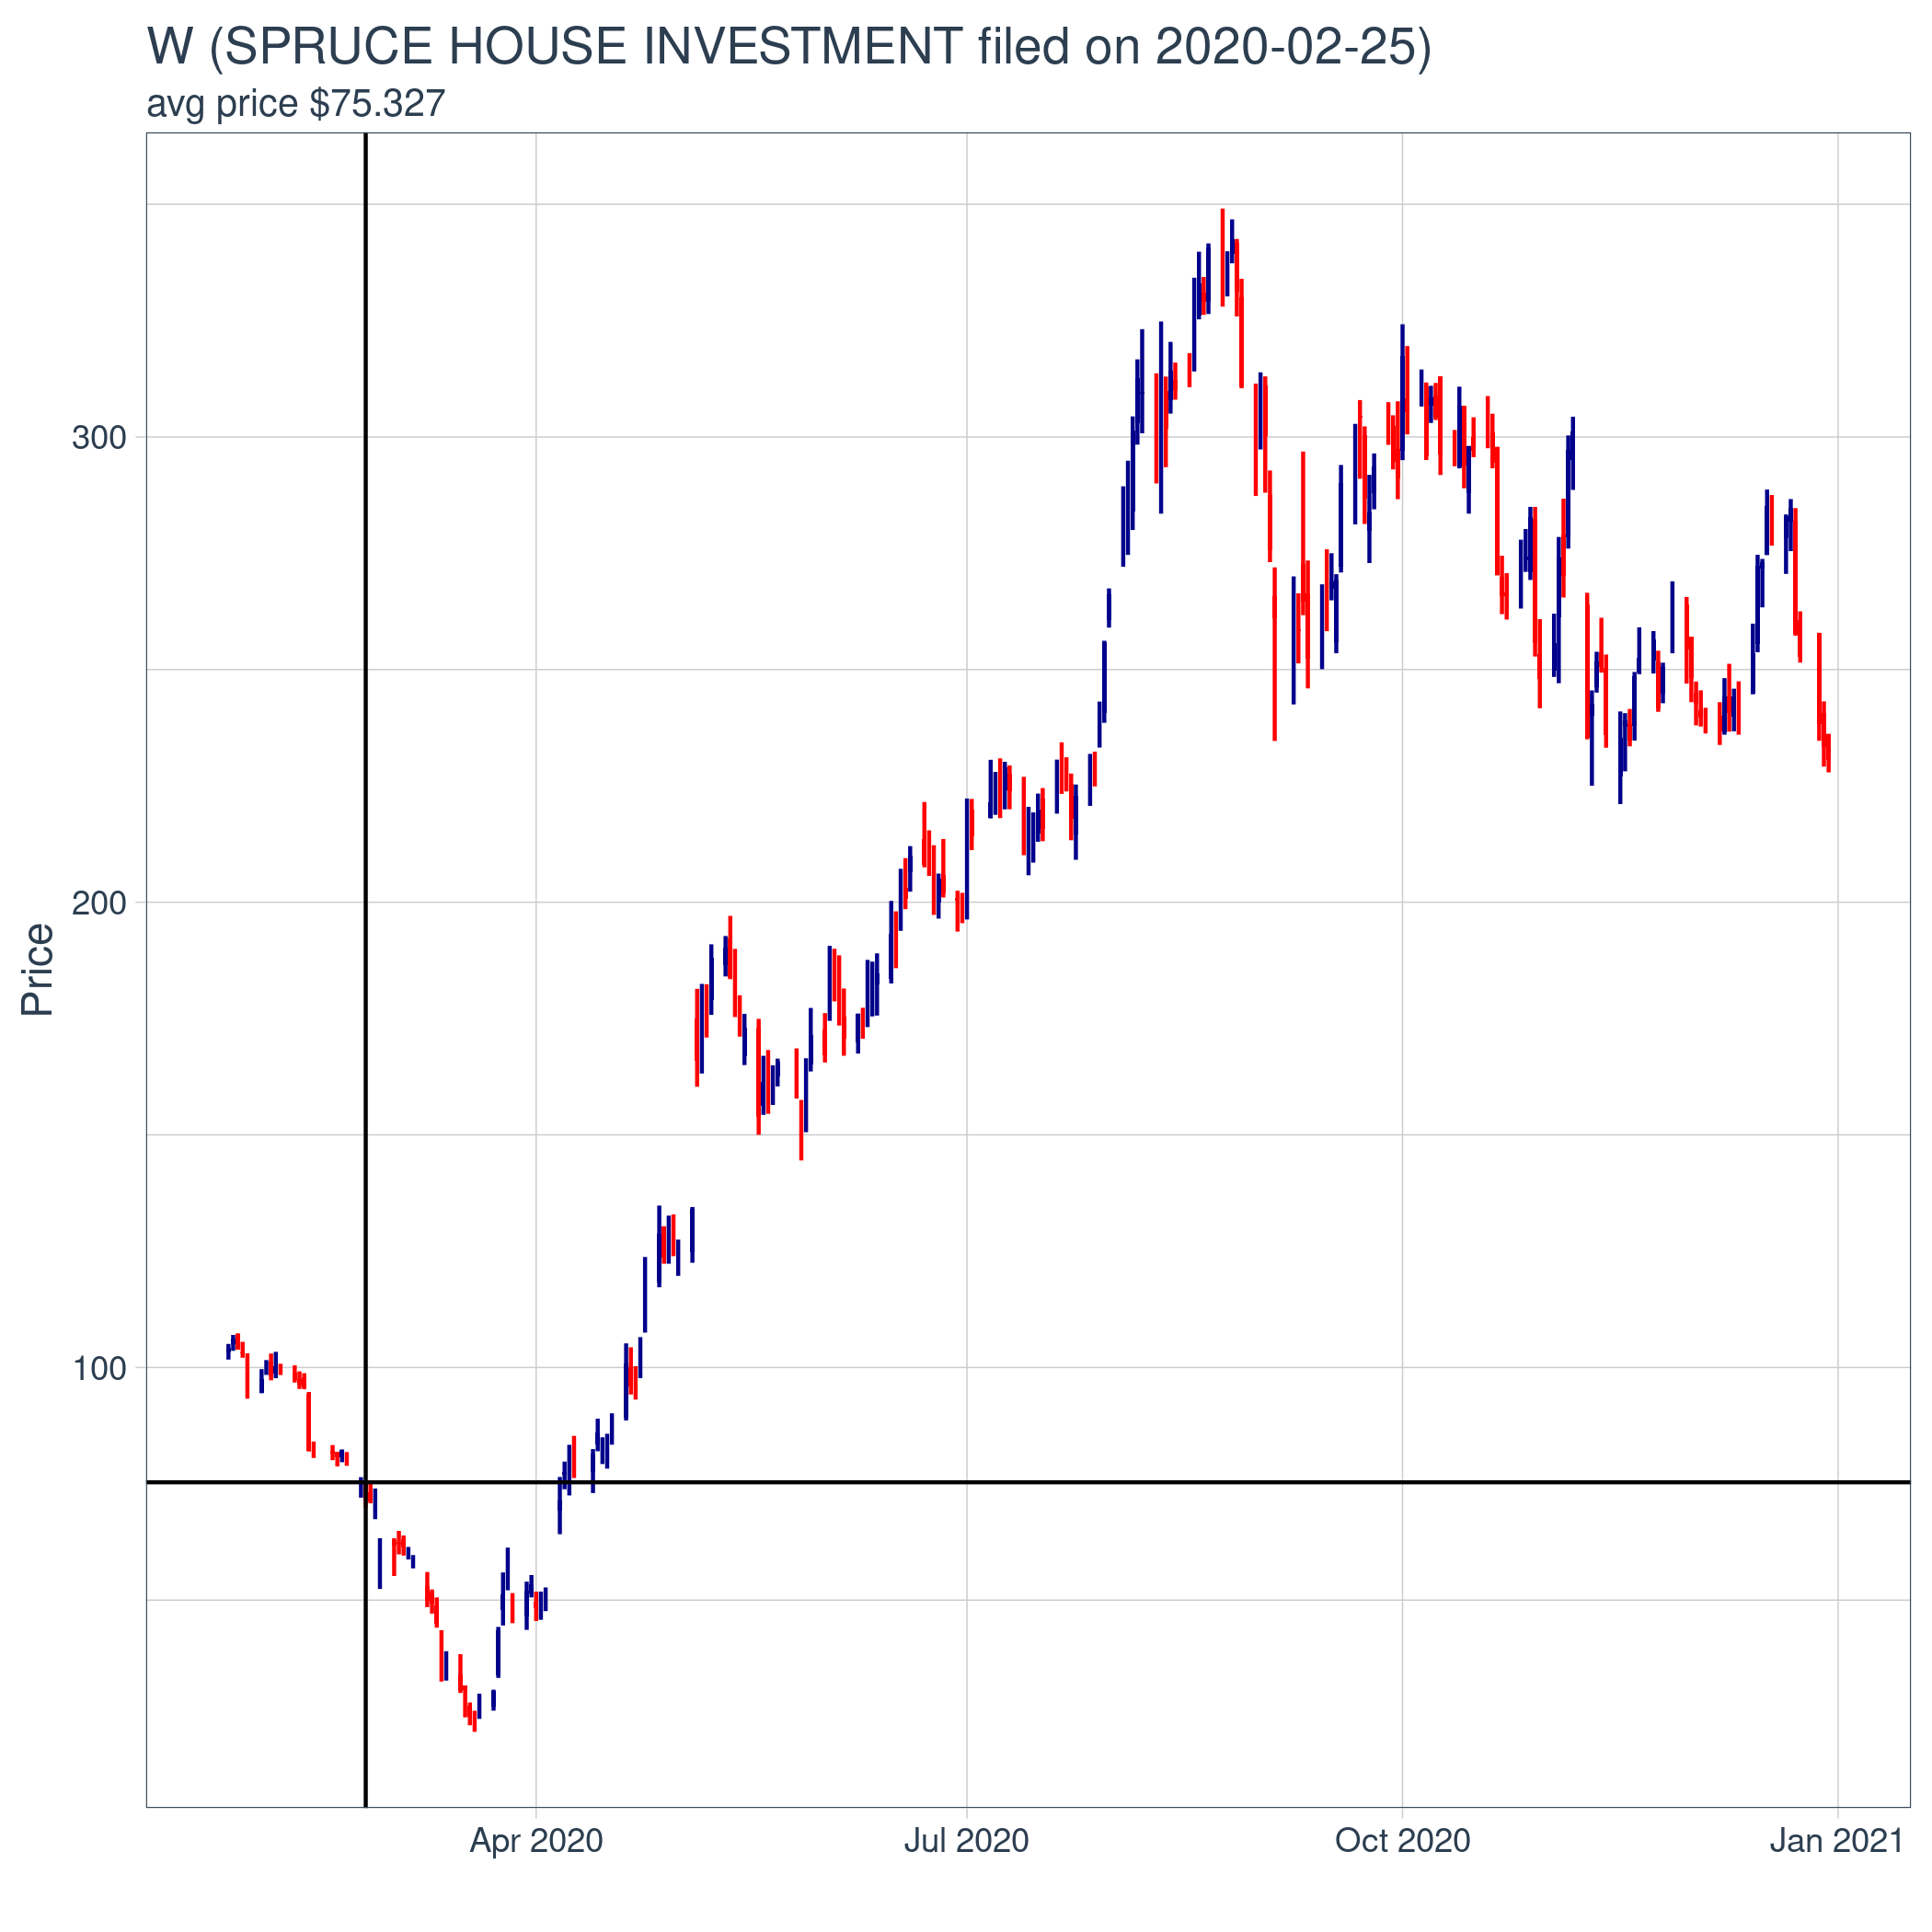 W (SPRUCE HOUSE INVESTMENT filed on 2020-02-25)
avg price $75.327
300
200
100
Price
Apr 2020
Jul 2020
Oct 2020
Jan 2021